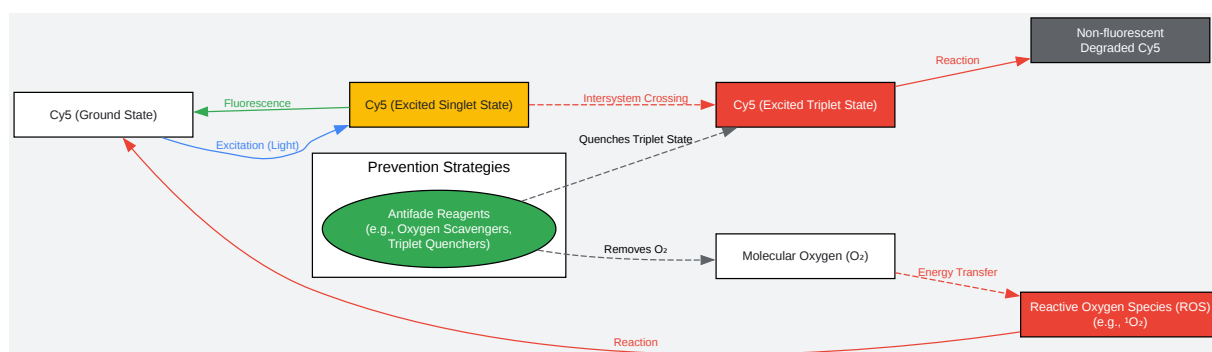 Non-fluorescent
Degraded Cy5
Reaction
Cy5 (Ground State)
Fluorescence
Excitation (Light)
Cy5 (Excited Singlet State)
Intersystem Crossing
Cy5 (Excited Triplet State)
Quenches Triplet State
Prevention Strategies
Antifade Reagents
(e.g., Oxygen Scavengers,
Triplet Quenchers)
Removes O₂
Molecular Oxygen (O₂)
Energy Transfer
Reactive Oxygen Species (ROS)
(e.g., ¹O₂)
Reaction